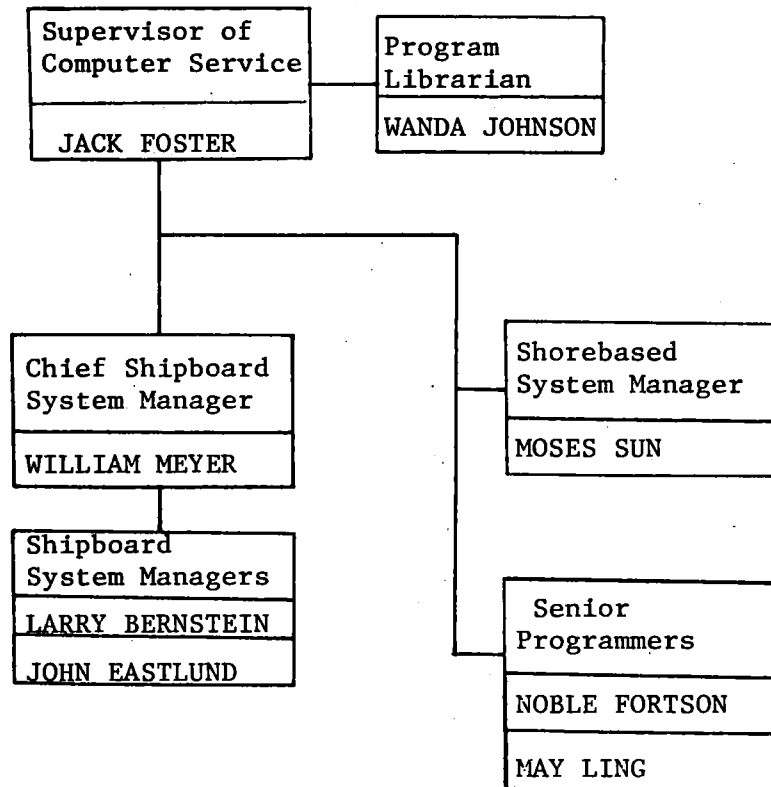 Supervisor of
Computer Service
JACK FOSTER
Program
Librarian
WANDA JOHNSON
Chief Shipboard
System Manager
WILLIAM MEYER
Shipboard
System Managers
LARRY BERNSTEIN
JOHN EASTLUND
Shorebased
System Manager
MOSES SUN
Senior
Programmers
NOBLE FORTSON
MAY LING